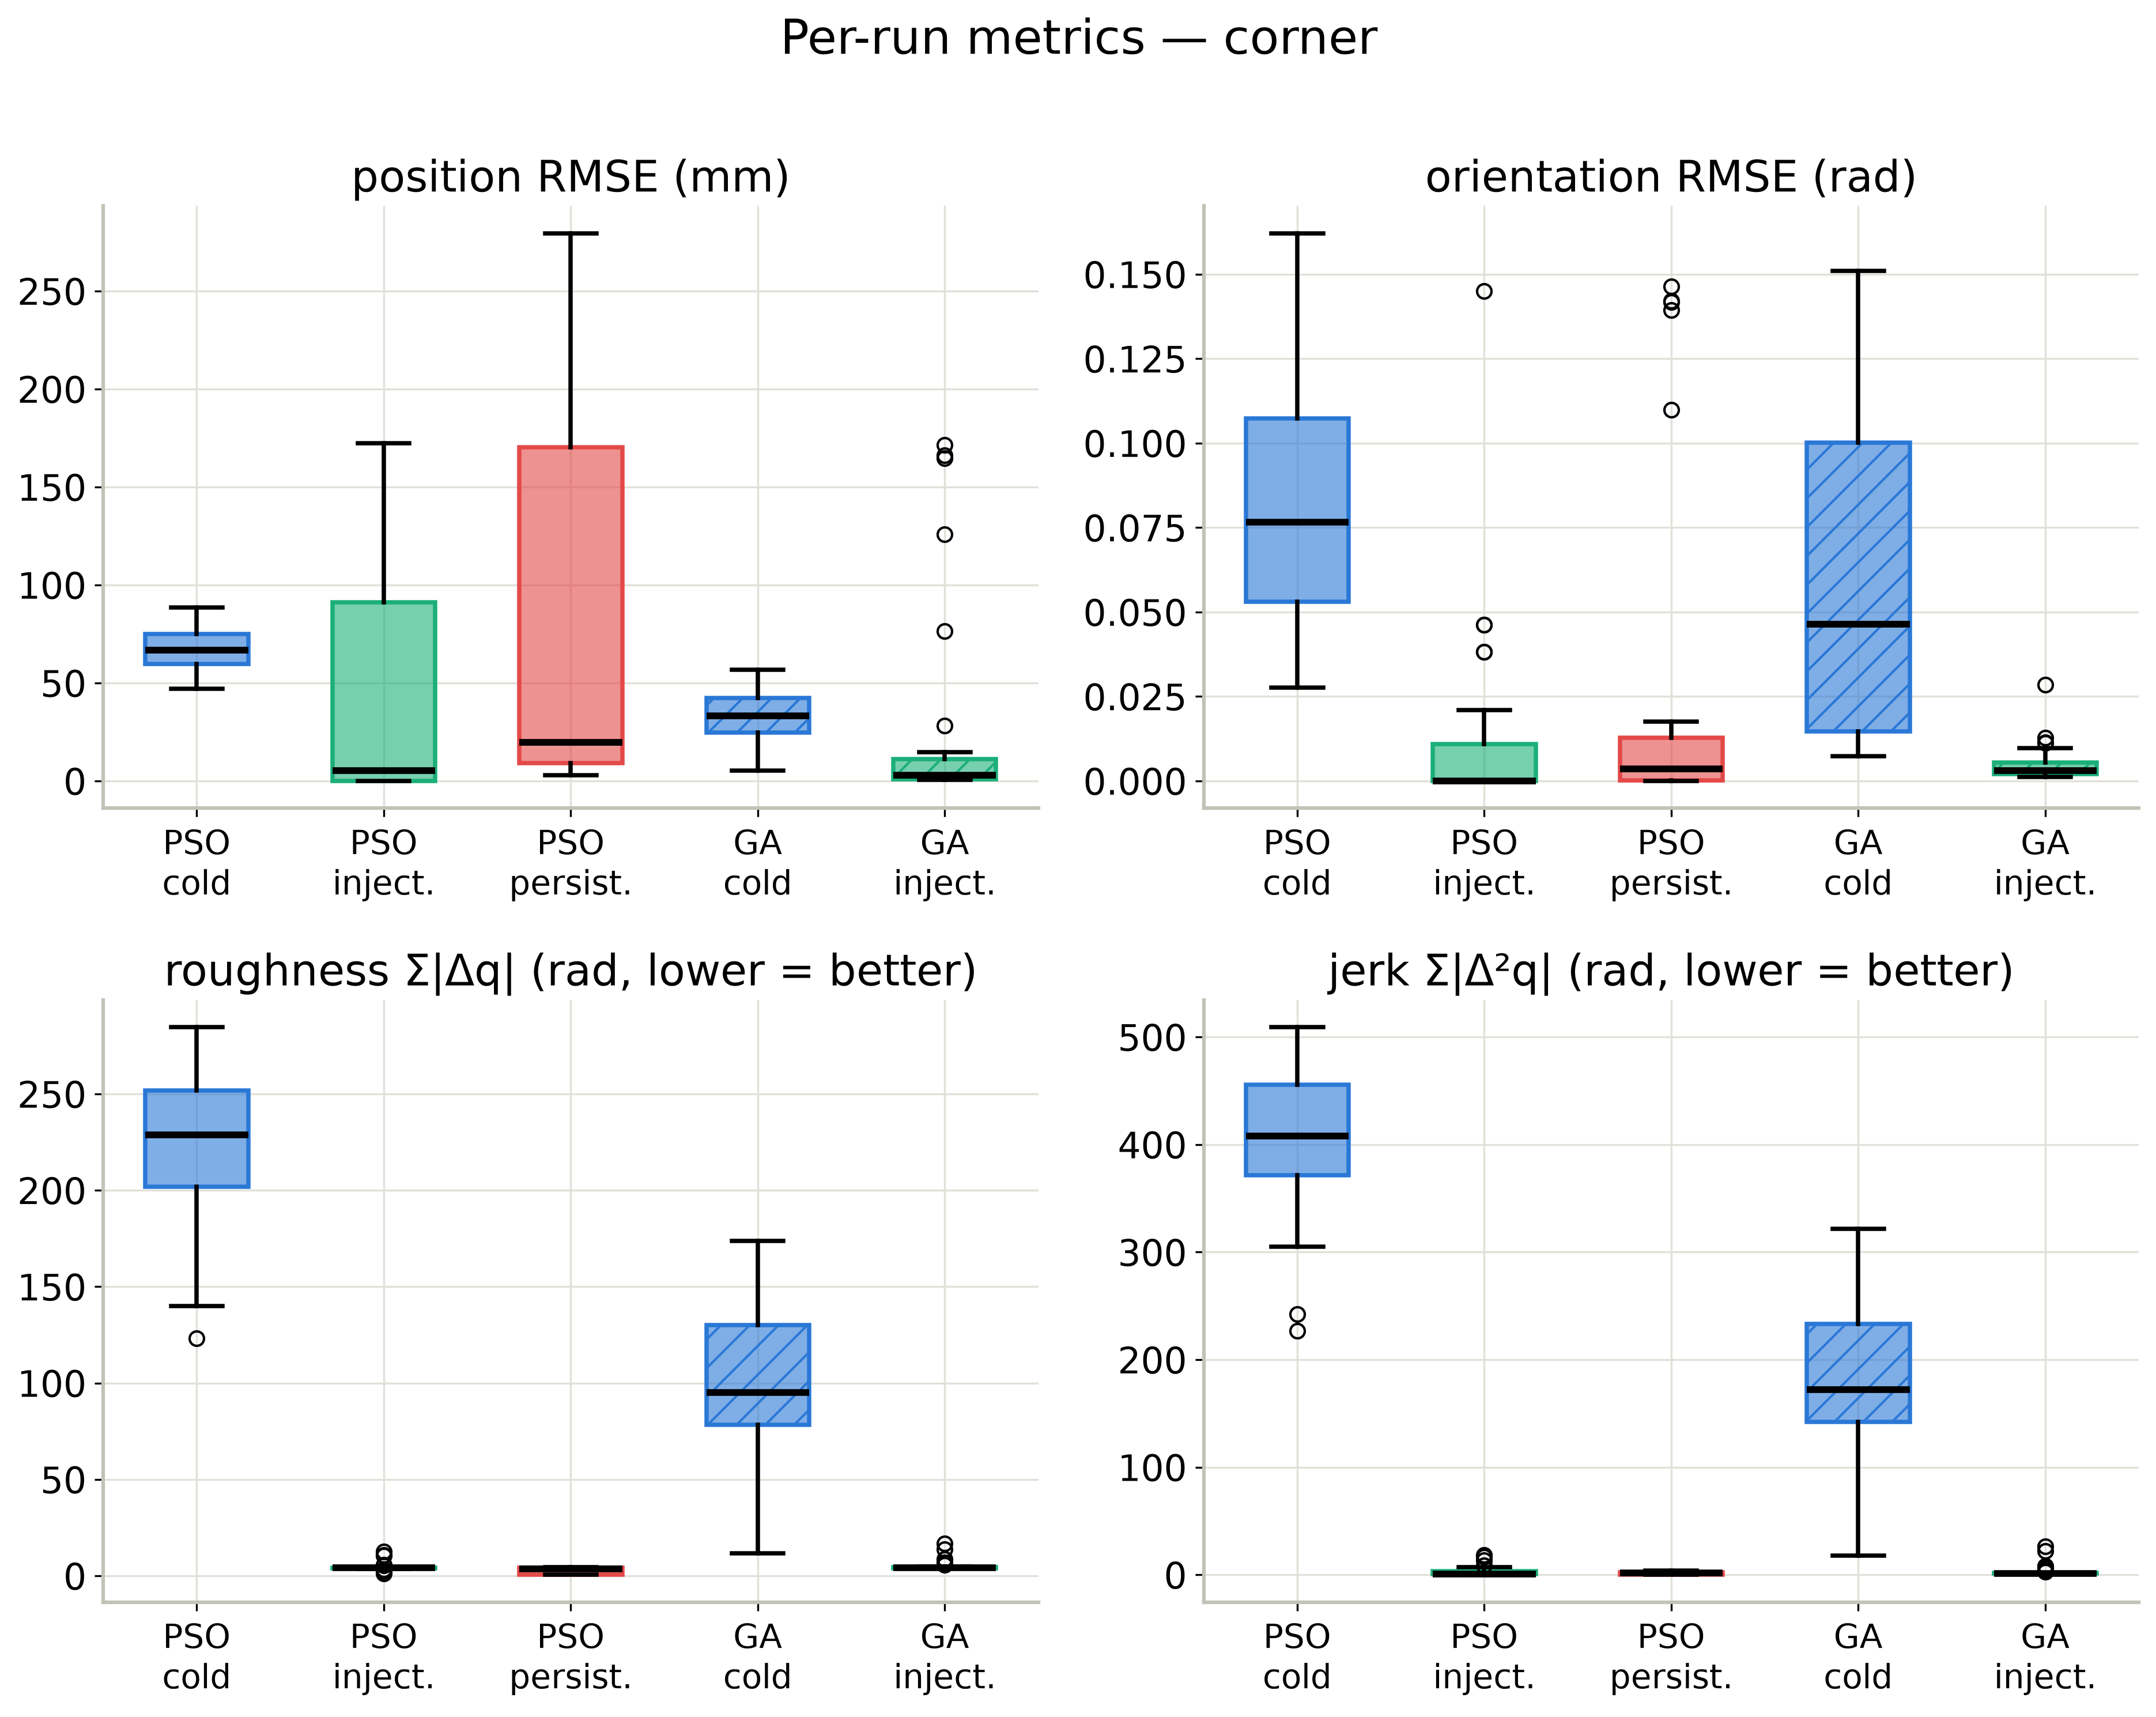 Per-run metrics — corner
position RMSE (mm)
250
200
150
100
50
0
PSO cold
PSO inject.
PSO persist.
GA cold
GA inject.
orientation RMSE (rad)
0.150
0.125
0.100
0.075
0.050
0.025
0.000
PSO cold
PSO inject.
PSO persist.
GA cold
GA inject.
roughness Σ|Δq| (rad, lower = better)
250
200
150
100
50
0
PSO cold
PSO inject.
PSO persist.
GA cold
GA inject.
jerk Σ|Δ²q| (rad, lower = better)
500
400
300
200
100
0
PSO cold
PSO inject.
PSO persist.
GA cold
GA inject.